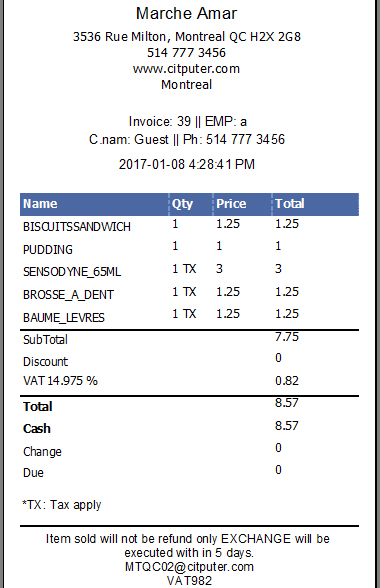 Marche Amar
3536 Rue Milton, Montreal QC H2X 2G8
514 777 3456
www.citputer.com
Montreal
Invoice: 39 || EMP: a
C.nam: Guest || Ph: 514 777 3456
2017-01-08 4:28:41 PM
Name Qty Price Total
BISCUITSSANDWICH 1 1.25 1.25
PUDDING 1 1 1
SENSODYNE_65ML 1 TX 3 3
BROSSE_A_DENT 1 TX 1.25 1.25
BAUME_LEVRES 1 TX 1.25 1.25
SubTotal 7.75
Discount 0
VAT 14.975 % 0.82
Total 8.57
Cash 8.57
Change 0
Due 0
*TX: Tax apply
Item sold will not be refund only EXCHANGE will be
executed with in 5 days.
MTQC02@citputer.com
VAT982